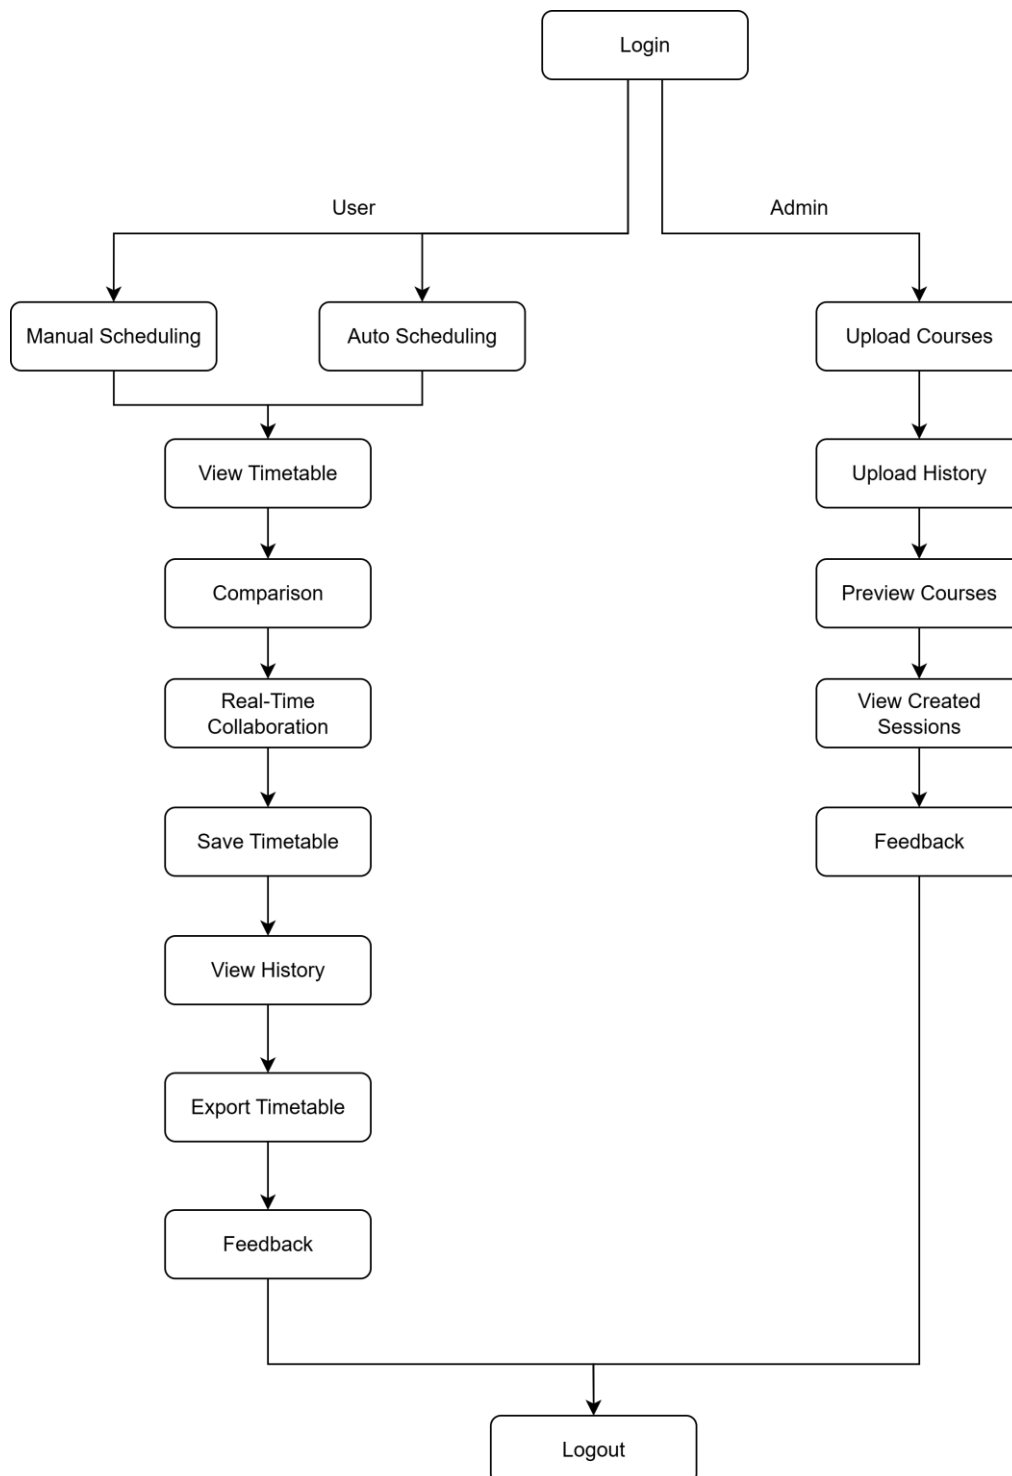 Login
User
Admin
Manual Scheduling
Auto Scheduling
Upload Courses
View Timetable
Upload History
Comparison
Preview Courses
Real-Time
Collaboration
View Created
Sessions
Save Timetable
Feedback
View History
Export Timetable
Feedback
Logout